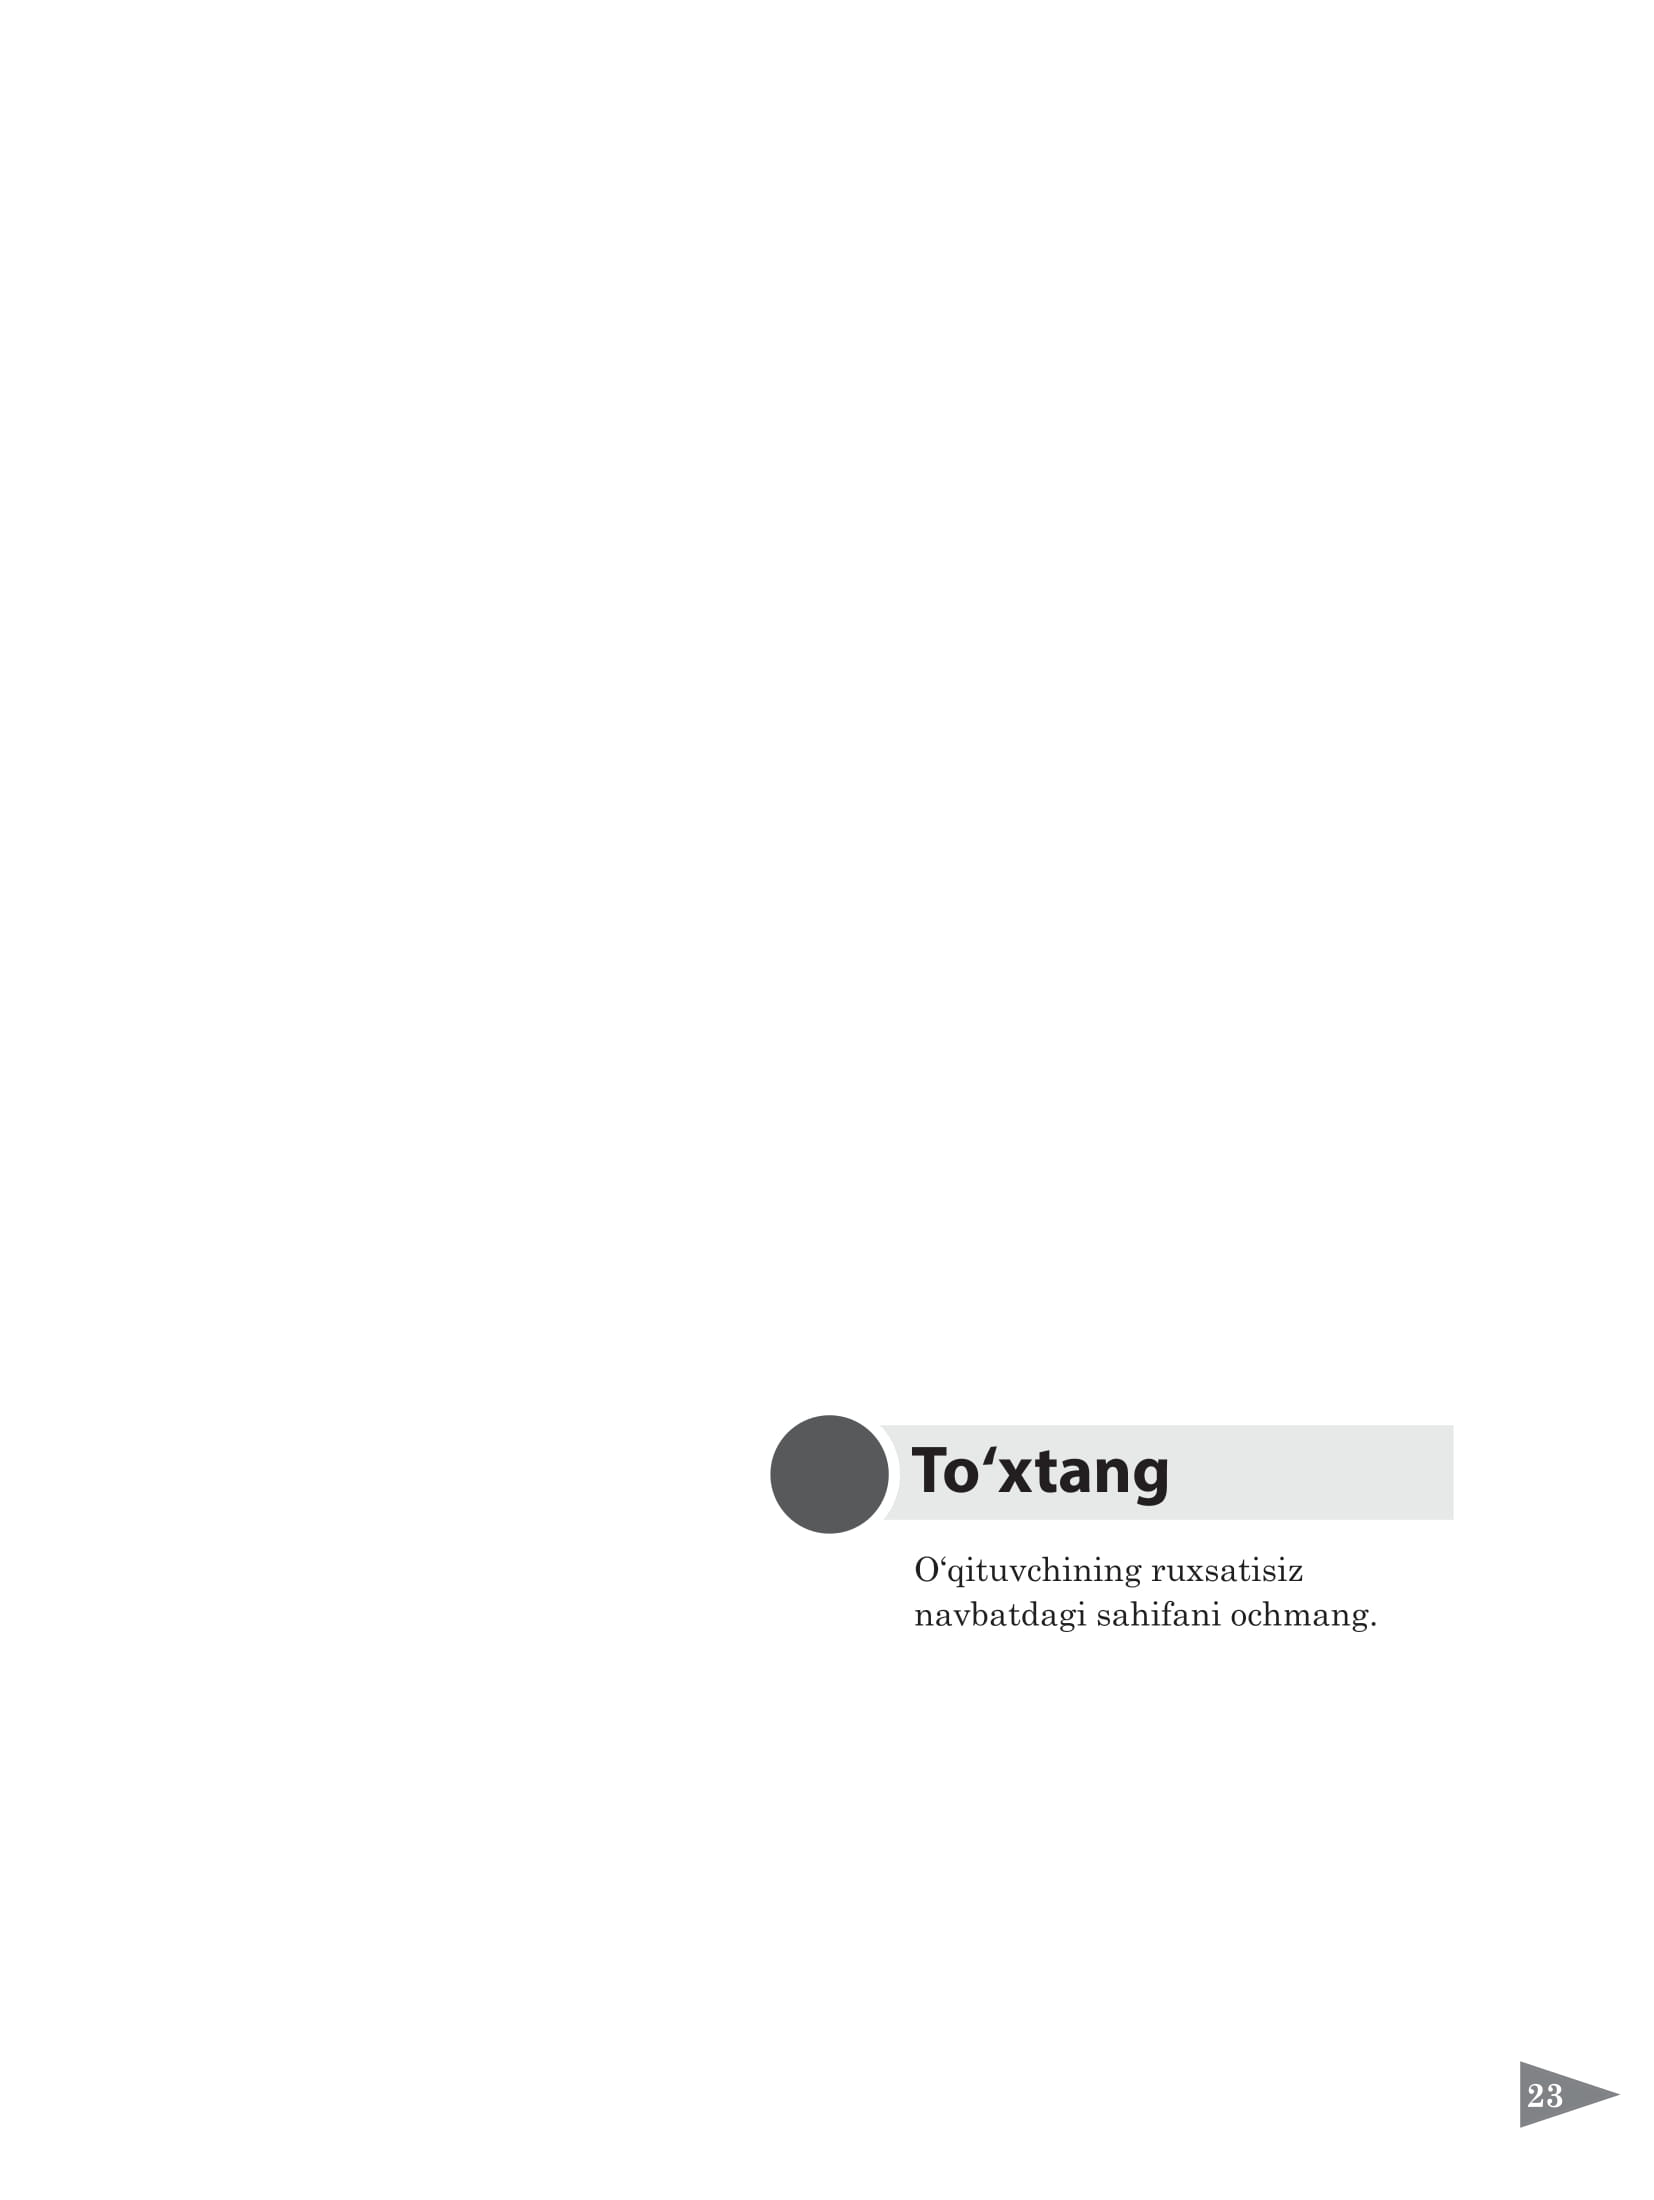 To‘xtang
O‘qituvchining ruxsatisiz
navbatdagi sahifani ochmang.
23